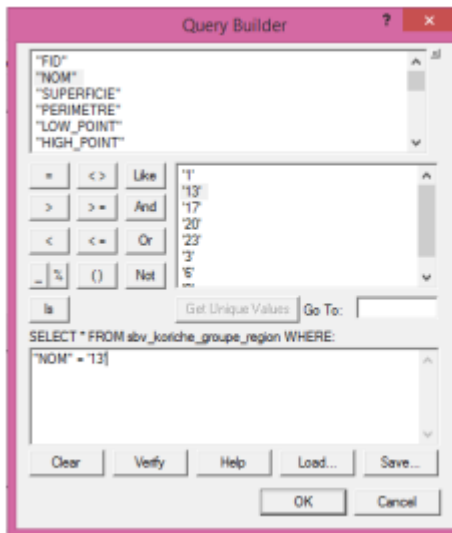 Query Builder
"FID"
"NOM"
"SUPERFICIE"
"PERIMETRE"
"LOW_POINT"
"HIGH_POINT"
= < > Like
> > = And
< < = Or
_ % () Not
Is
'1'
'13'
'17'
'20'
'23'
'3'
'6'
Get Unique Values Go To:
SELECT * FROM sbv_koriche_groupe_region WHERE:
"NOM" = '13'
Clear Verify Help Load... Save...
OK Cancel